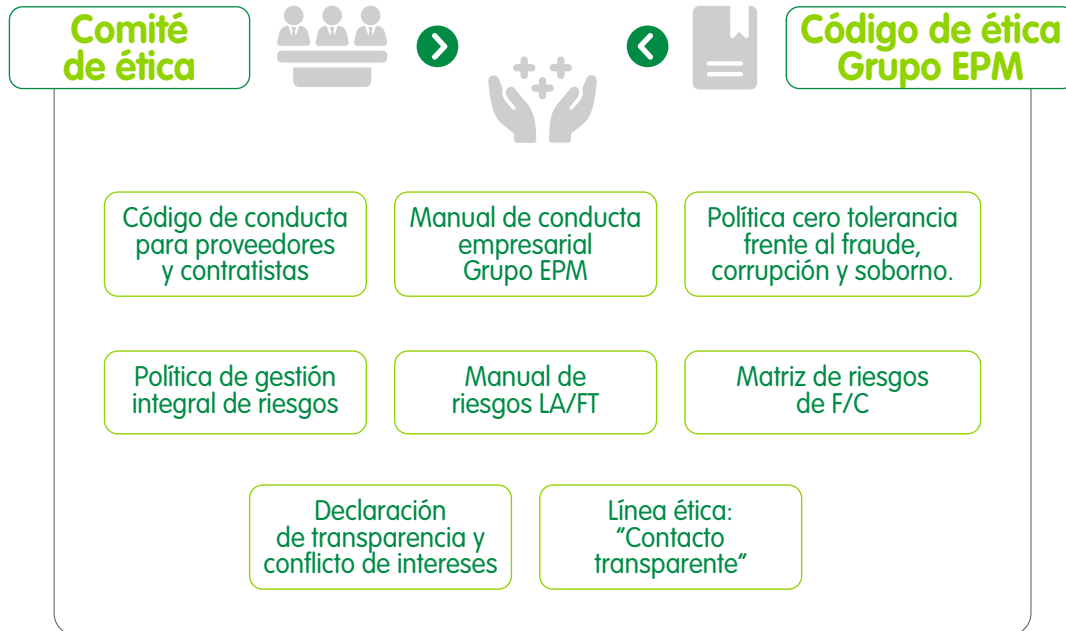 Comité
de ética
Código de ética
Grupo EPM
Código de conducta
para proveedores
y contratistas
Manual de conducta
empresarial
Grupo EPM
Política cero tolerancia
frente al fraude,
corrupción y soborno.
Política de gestión
integral de riesgos
Manual de
riesgos LA/FT
Matriz de riesgos
de F/C
Declaración
de transparencia y
conflicto de intereses
Línea ética:
"Contacto
transparente"